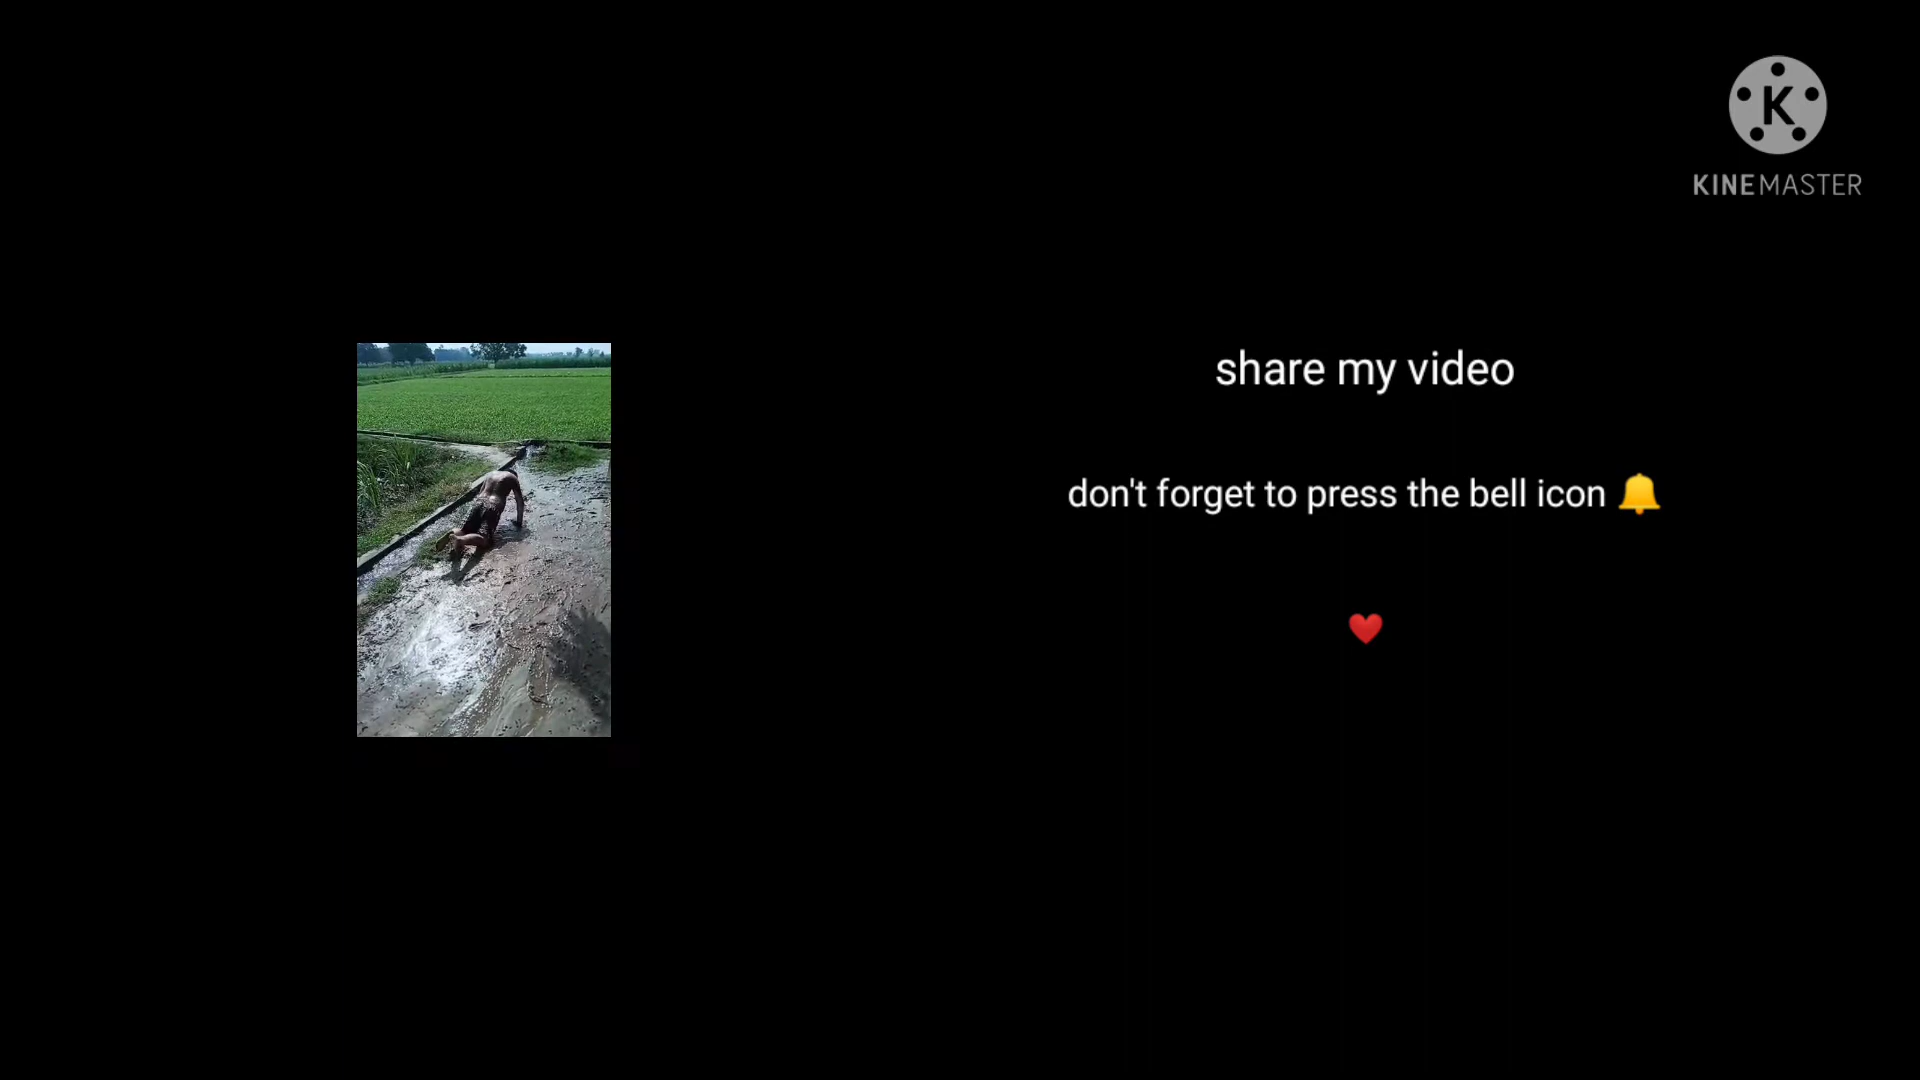 K
KINEMASTER
share my video
don't forget to press the bell icon 🔔
❤️